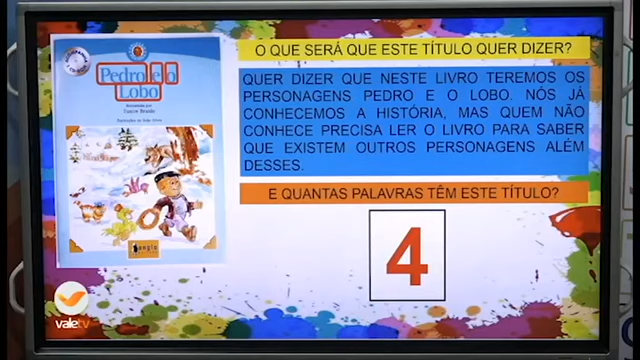 Pedro e o
Lobo
O QUE SERÁ QUE ESTE TÍTULO QUER DIZER?
QUER DIZER QUE NESTE LIVRO TEREMOS OS
PERSONAGENS PEDRO E O LOBO. NÓS JÁ
CONHECEMOS A HISTÓRIA, MAS QUEM NÃO
CONHECE PRECISA LER O LIVRO PARA SABER
QUE EXISTEM OUTROS PERSONAGENS ALÉM
DESSES.
E QUANTAS PALAVRAS TÊM ESTE TÍTULO?
4
valetv